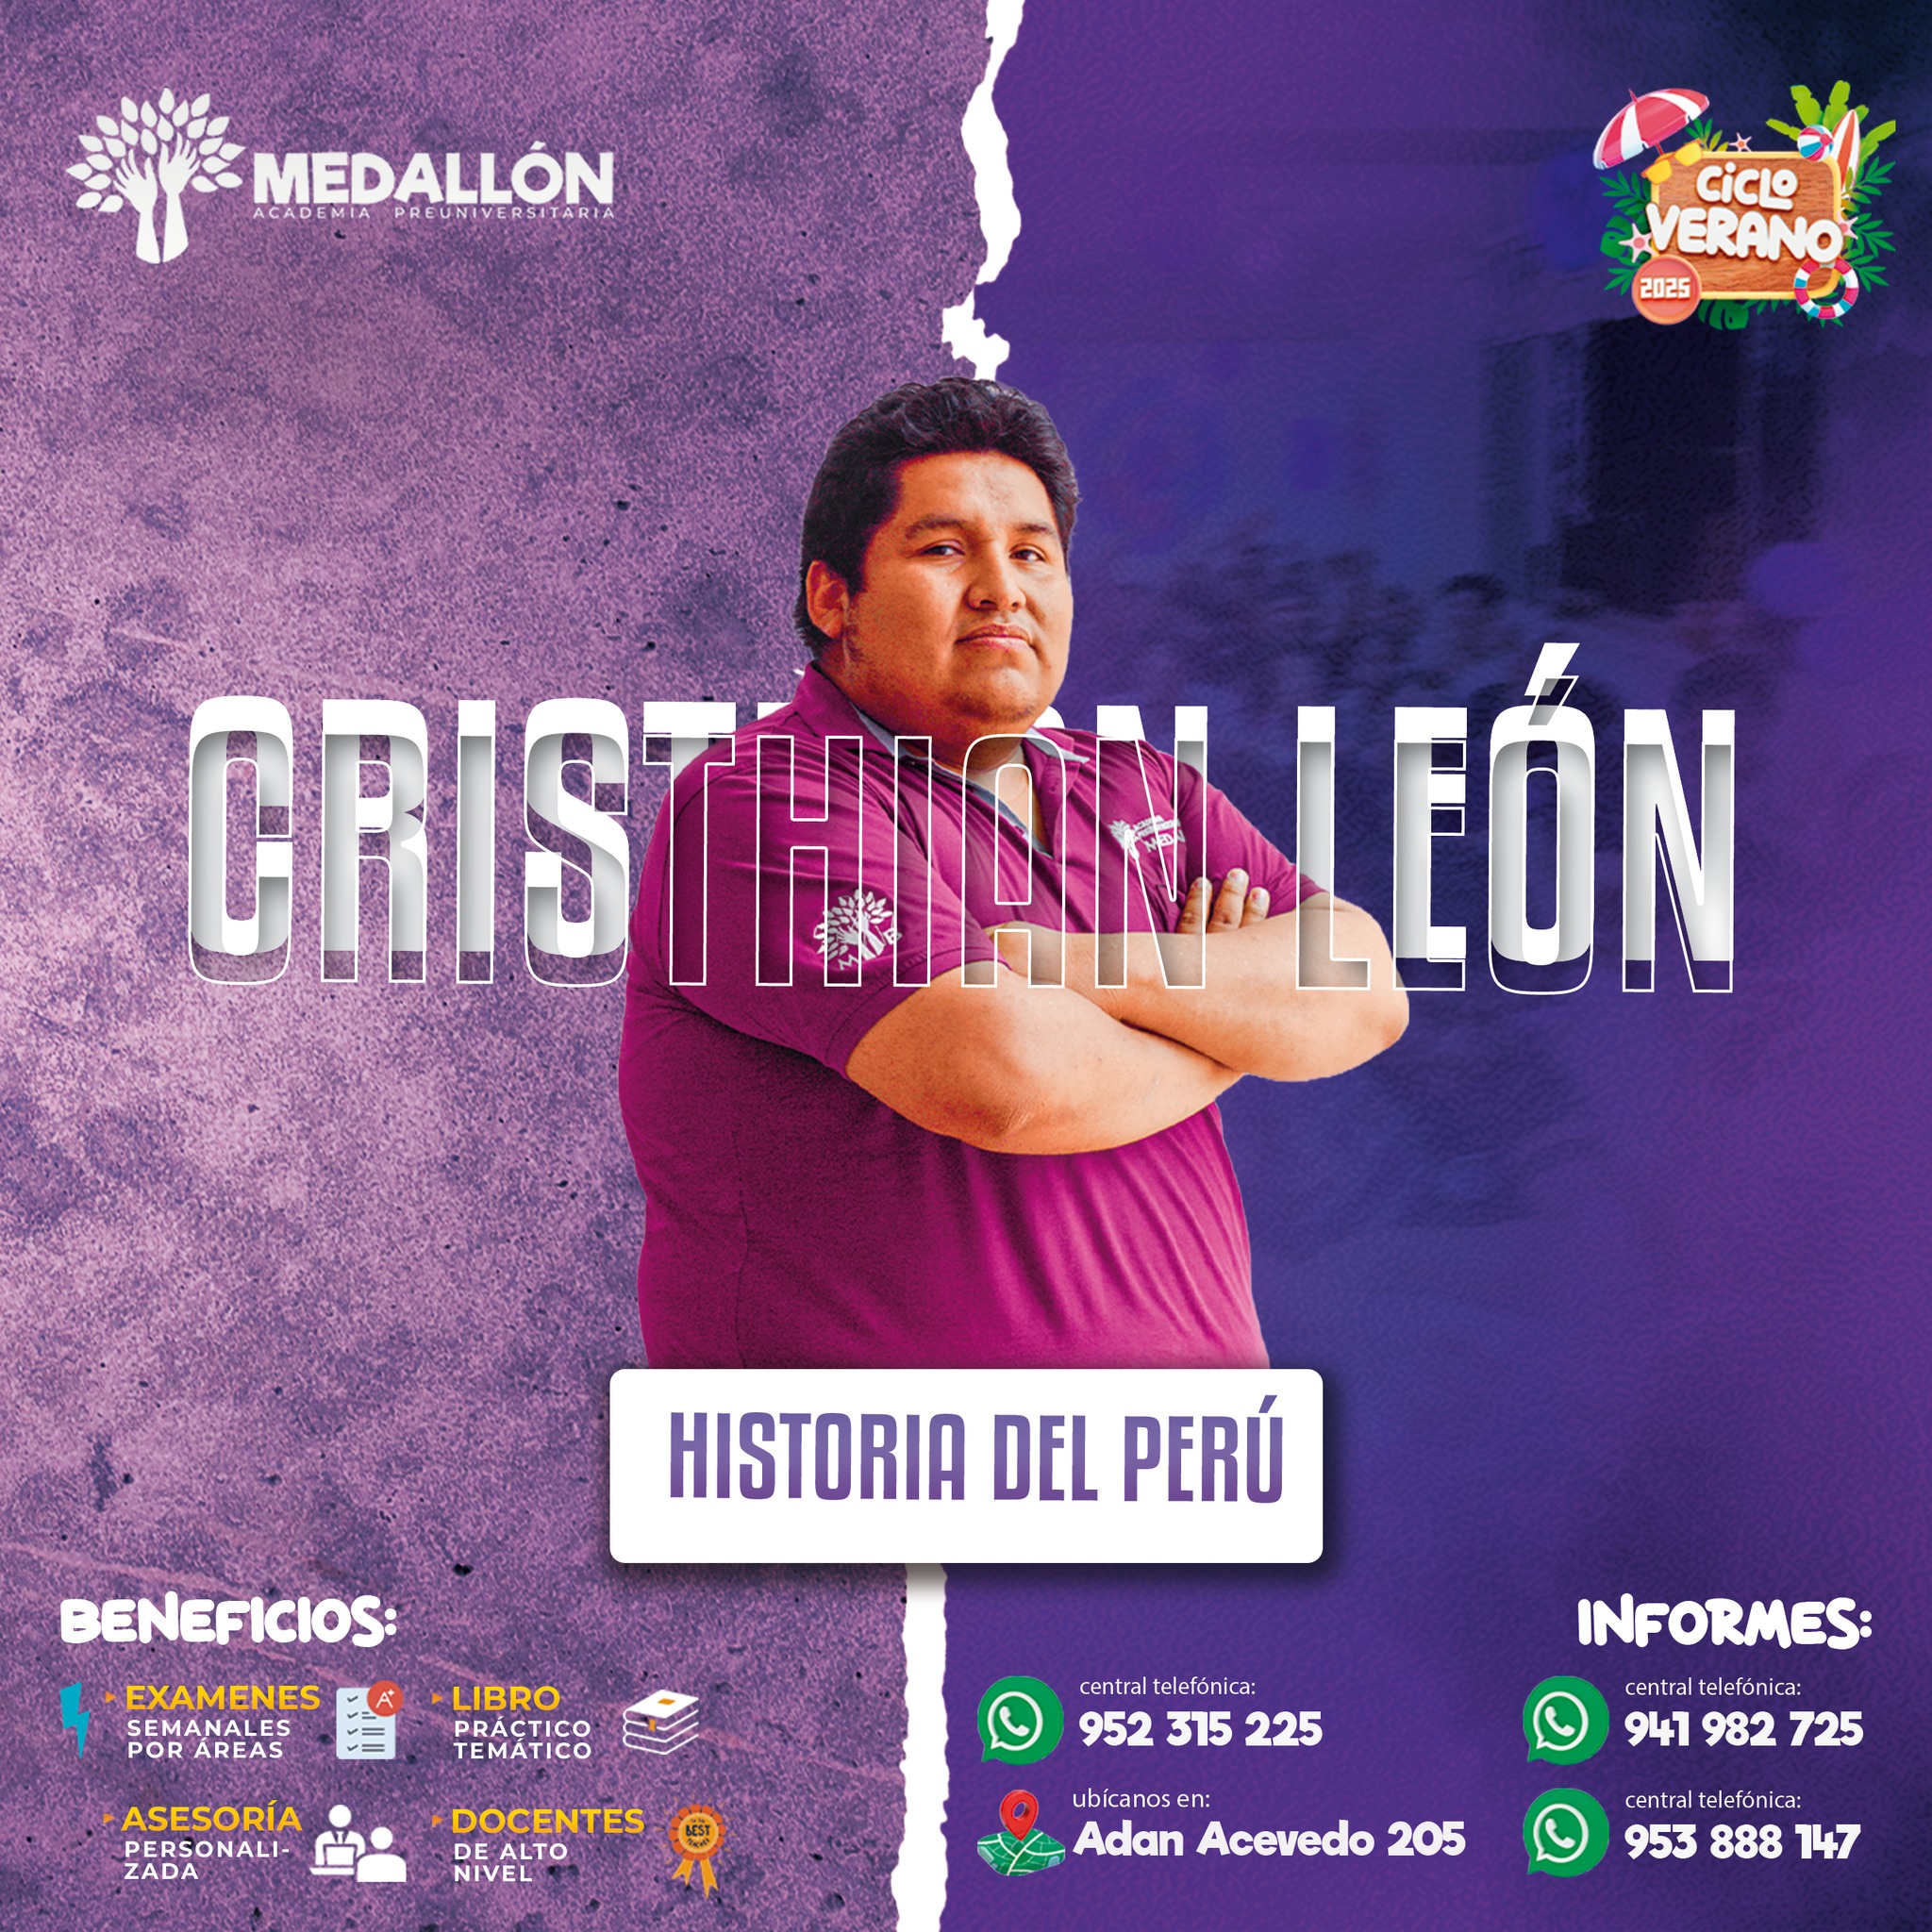 MEDALLÓN
ACADEMIA PREUNIVERSITARIA
CiCLO
VERANO
2025
CRISTHIAN LEÓN
HISTORIA DEL PERÚ
BENEFICIOS:
EXAMENES
SEMANALES
POR ÁREAS
LIBRO
PRÁCTICO
TEMÁTICO
ASESORÍA
PERSONALI-
ZADA
DOCENTES
DE ALTO
NIVEL
BEST
INFORMES:
central telefónica:
952 315 225
central telefónica:
941 982 725
ubícanos en:
Adan Acevedo 205
central telefónica:
953 888 147